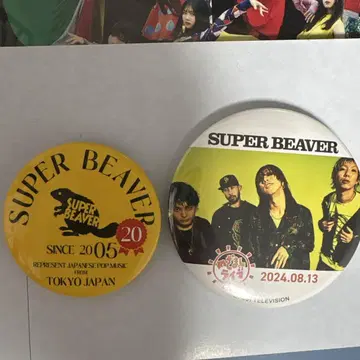 SUPER BEAVER
SUPER
BEAVER
20
SINCE 2005
REPRESENT JAPANESE POP MUSIC
FROM
TOKYO JAPAN
SUPER BEAVER
2024.08.13
TELEVISION